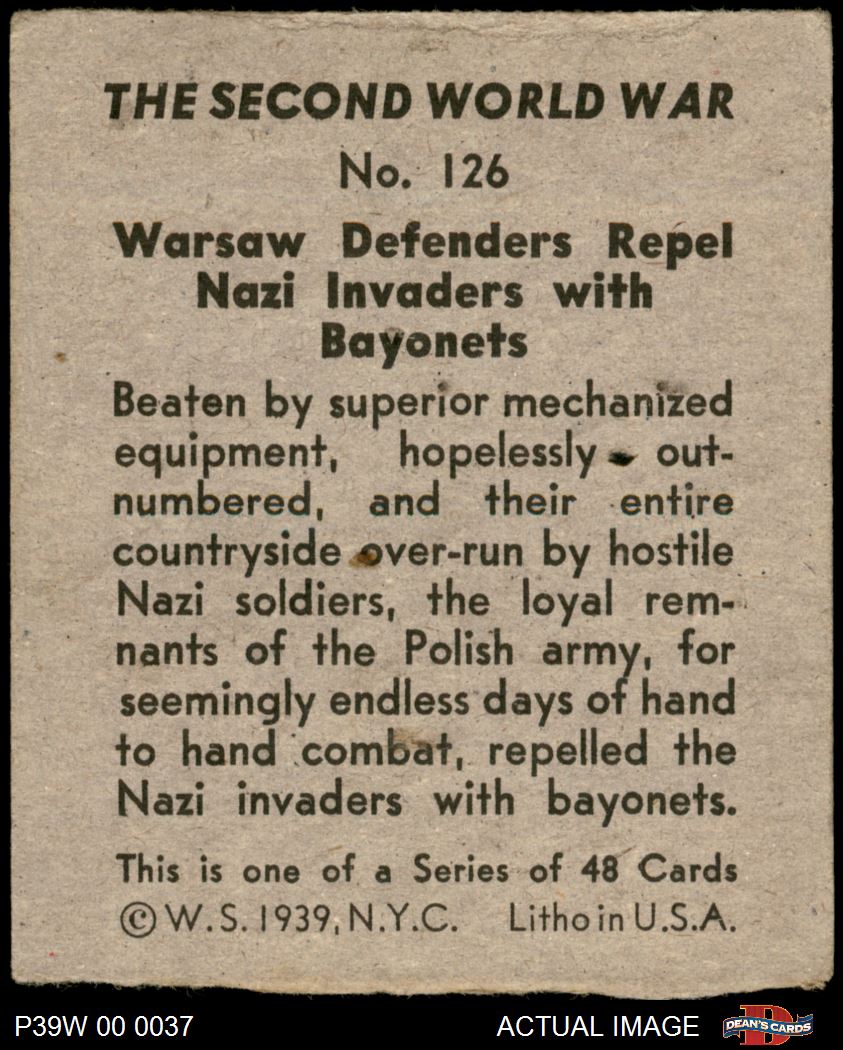 THE SECOND WORLD WAR
No. 126
Warsaw Defenders Repel
Nazi Invaders with
Bayonets
Beaten by superior mechanized
equipment, hopelessly out-
numbered, and their entire
countryside over-run by hostile
Nazi soldiers, the loyal rem-
nants of the Polish army, for
seemingly endless days of hand
to hand combat, repelled the
Nazi invaders with bayonets.
This is one of a Series of 48 Cards
© W. S. 1939, N.Y.C. Litho in U.S.A.
P39W 00 0037 ACTUAL IMAGE D DEAN'S CARDS